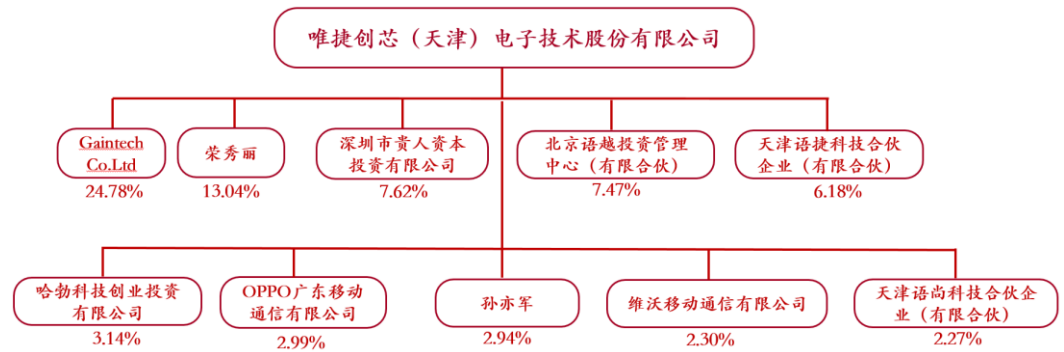 唯捷创芯（天津）电子技术股份有限公司
Gaintech
Co.Ltd
24.78%
荣秀丽
13.04%
深圳市贵人资本
投资有限公司
7.62%
北京语越投资管理
中心（有限合伙）
7.47%
天津语捷科技合伙
企业（有限合伙）
6.18%
哈勃科技创业投资
有限公司
3.14%
OPPO广东移动
通信有限公司
2.99%
孙亦军
2.94%
维沃移动通信有限公司
2.30%
天津语尚科技合伙企
业（有限合伙）
2.27%